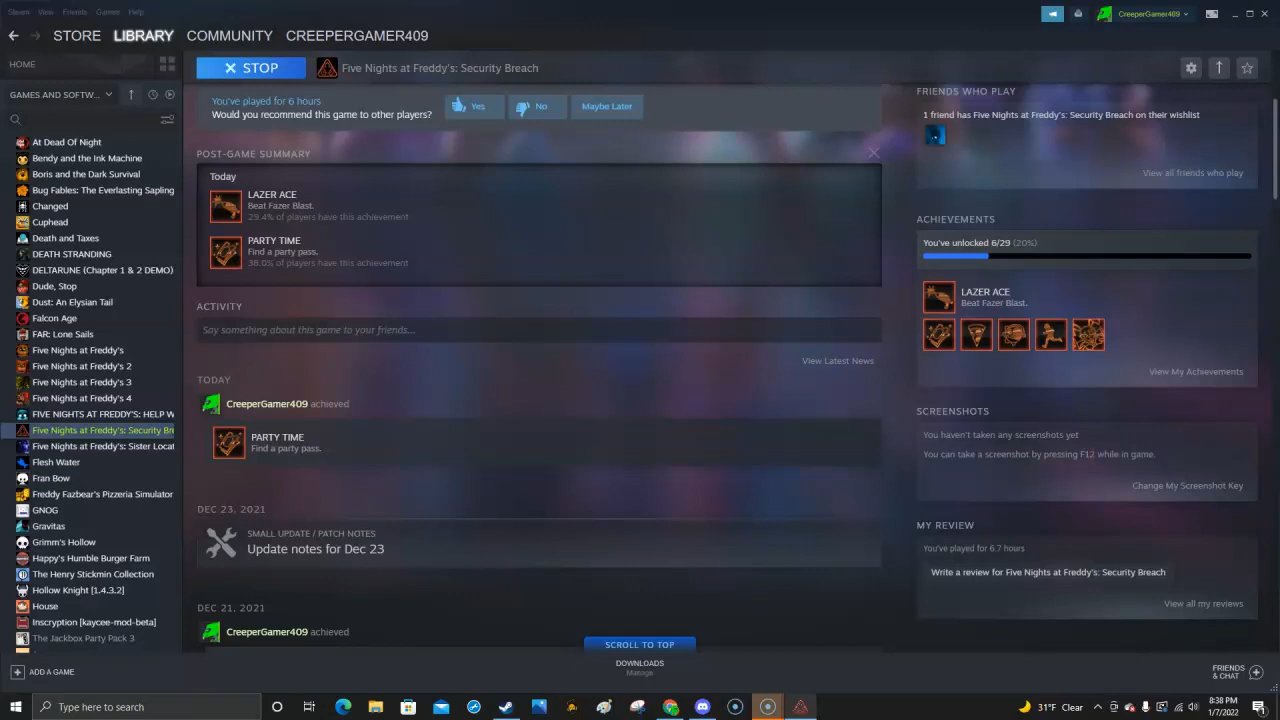 Steam View Friends Games Help
CreeperGamer409
STORE LIBRARY COMMUNITY CREEPERGAMER409
HOME
STOP
Five Nights at Freddy's: Security Breach
GAMES AND SOFTW...
At Dead Of Night
Bendy and the Ink Machine
Boris and the Dark Survival
Bug Fables: The Everlasting Sapling
Changed
Cuphead
Death and Taxes
DEATH STRANDING
DELTARUNE (Chapter 1 & 2 DEMO)
Dude, Stop
Dust: An Elysian Tail
Falcon Age
FAR: Lone Sails
Five Nights at Freddy's
Five Nights at Freddy's 2
Five Nights at Freddy's 3
Five Nights at Freddy's 4
FIVE NIGHTS AT FREDDY'S: HELP W
Five Nights at Freddy's: Security Bre
Five Nights at Freddy's: Sister Locat
Flesh Water
Fran Bow
Freddy Fazbear's Pizzeria Simulator
GNOG
Gravitas
Grimm's Hollow
Happy's Humble Burger Farm
The Henry Stickmin Collection
Hollow Knight [1.4.3.2]
House
Inscryption [kaycee-mod-beta]
The Jackbox Party Pack 3
ADD A GAME
You've played for 6 hours
Would you recommend this game to other players?
Yes
No
Maybe Later
POST-GAME SUMMARY
Today
LAZER ACE
Beat Fazer Blast.
29.4% of players have this achievement
PARTY TIME
Find a party pass.
38.0% of players have this achievement
ACTIVITY
Say something about this game to your friends...
View Latest News
TODAY
CreeperGamer409 achieved
PARTY TIME
Find a party pass.
DEC 23, 2021
SMALL UPDATE / PATCH NOTES
Update notes for Dec 23
DEC 21, 2021
CreeperGamer409 achieved
SCROLL TO TOP
DOWNLOADS
Manage
FRIENDS WHO PLAY
1 friend has Five Nights at Freddy's: Security Breach on their wishlist
View all friends who play
ACHIEVEMENTS
You've unlocked 6/29 (20%)
LAZER ACE
Beat Fazer Blast.
View My Achievements
SCREENSHOTS
You haven't taken any screenshots yet
You can take a screenshot by pressing F12 while in game.
Change My Screenshot Key
MY REVIEW
You've played for 6.7 hours
Write a review for Five Nights at Freddy's: Security Breach
View all my reviews
FRIENDS
& CHAT
Type here to search
31°F Clear
8:38 PM
1/7/2022